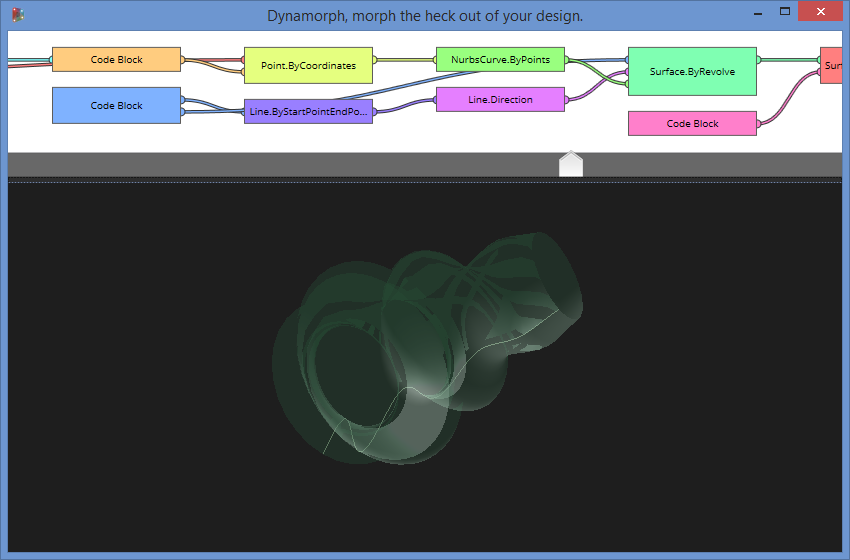 Dynamorph, morph the heck out of your design.
Code Block
Point.ByCoordinates
NurbsCurve.ByPoints
Surface.ByRevolve
Sur
Code Block
Line.ByStartPointEndPo...
Line.Direction
Code Block